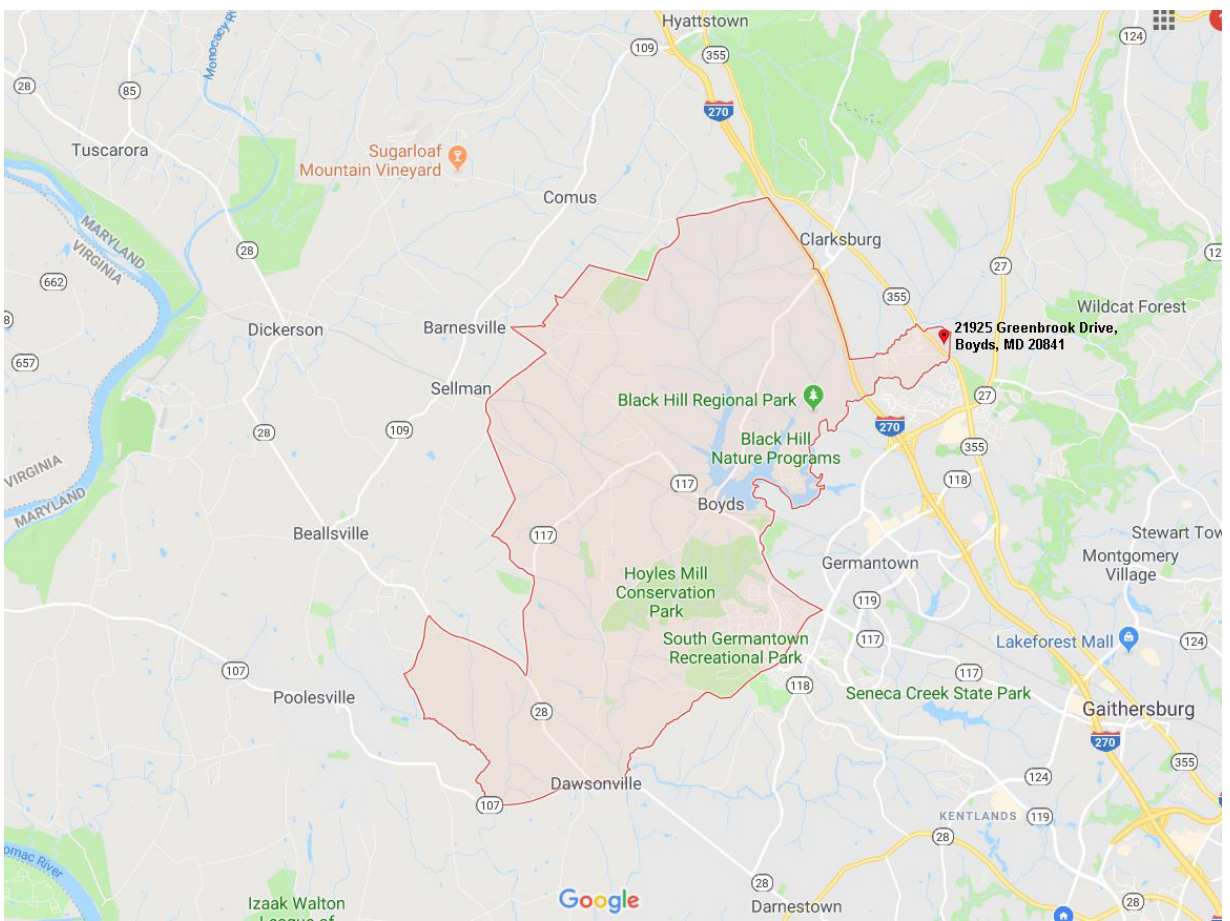 Hyattstown
109
355
124
28
85
Monocacy
270
Tuscarora
Sugarloaf
Mountain Vineyard
Comus
MARYLAND
VIRGINIA
28
662
Clarksburg
27
355
Wildcat Forest
Dickerson
Barnesville
21925 Greenbrook Drive,
Boyds, MD 20841
657
Sellman
Black Hill Regional Park
27
109
28
270
Black Hill
Nature Programs
355
VIRGINIA
MARYLAND
117
118
Boyds
Beallsville
117
Stewart Tow
Montgomery
Village
Germantown
Hoyles Mill
Conservation
Park
119
117
South Germantown
Recreational Park
Lakeforest Mall
124
107
117
118
Poolesville
Seneca Creek State Park
28
Gaithersburg
270
355
Dawsonville
124
107
KENTLANDS
119
28
omac River
28
Izaak Walton
Google
Darnestown